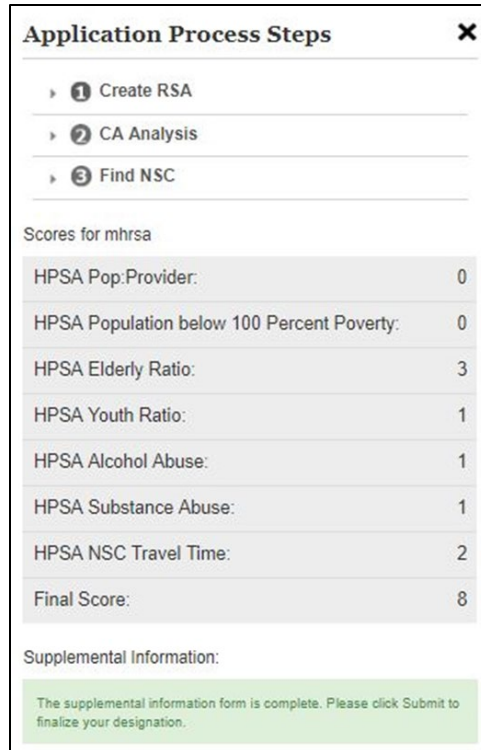 Application Process Steps ×
1 Create RSA
2 CA Analysis
3 Find NSC
Scores for mhrsa
HPSA Pop:Provider: 0
HPSA Population below 100 Percent Poverty: 0
HPSA Elderly Ratio: 3
HPSA Youth Ratio: 1
HPSA Alcohol Abuse: 1
HPSA Substance Abuse: 1
HPSA NSC Travel Time: 2
Final Score: 8
Supplemental Information:
The supplemental information form is complete. Please click Submit to
finalize your designation.